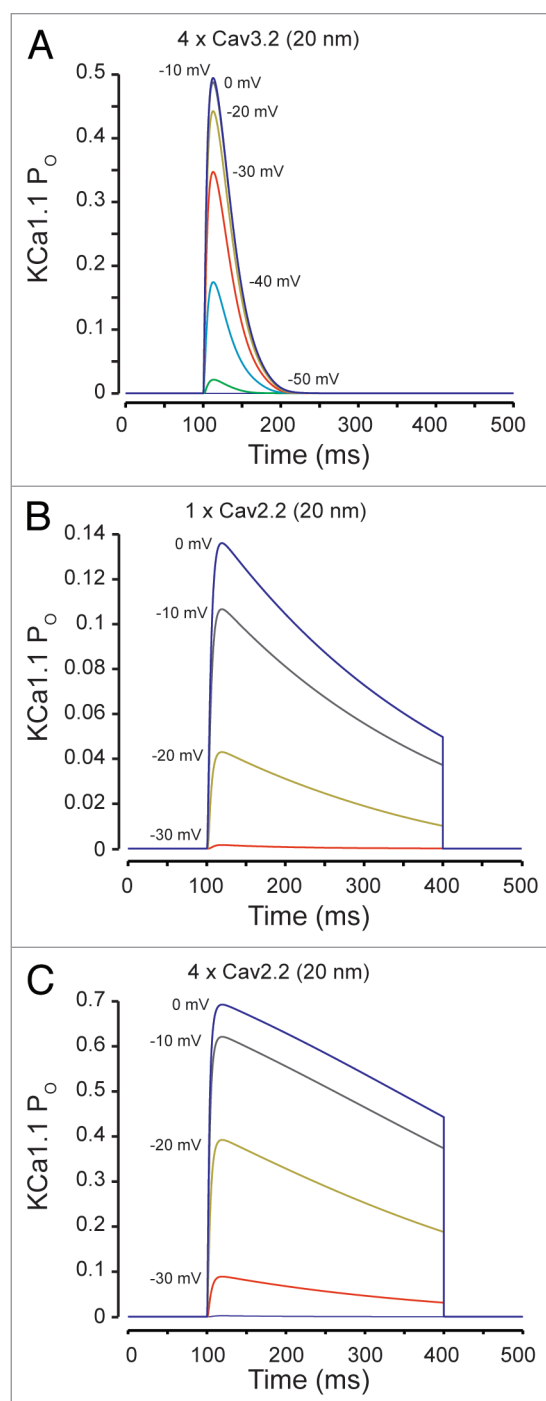 A
4 x Cav3.2 (20 nm)
-10 mV
0 mV
-20 mV
-30 mV
-40 mV
-50 mV
0.5
0.4
0.3
0.2
0.1
0
KCa1.1 PO
0 100 200 300 400 500
Time (ms)
B
1 x Cav2.2 (20 nm)
0 mV
-10 mV
-20 mV
-30 mV
0.14
0.12
0.1
0.08
0.06
0.04
0.02
0
KCa1.1 PO
0 100 200 300 400 500
Time (ms)
C
4 x Cav2.2 (20 nm)
0 mV
-10 mV
-20 mV
-30 mV
0.7
0.6
0.5
0.4
0.3
0.2
0.1
0
KCa1.1 PO
0 100 200 300 400 500
Time (ms)